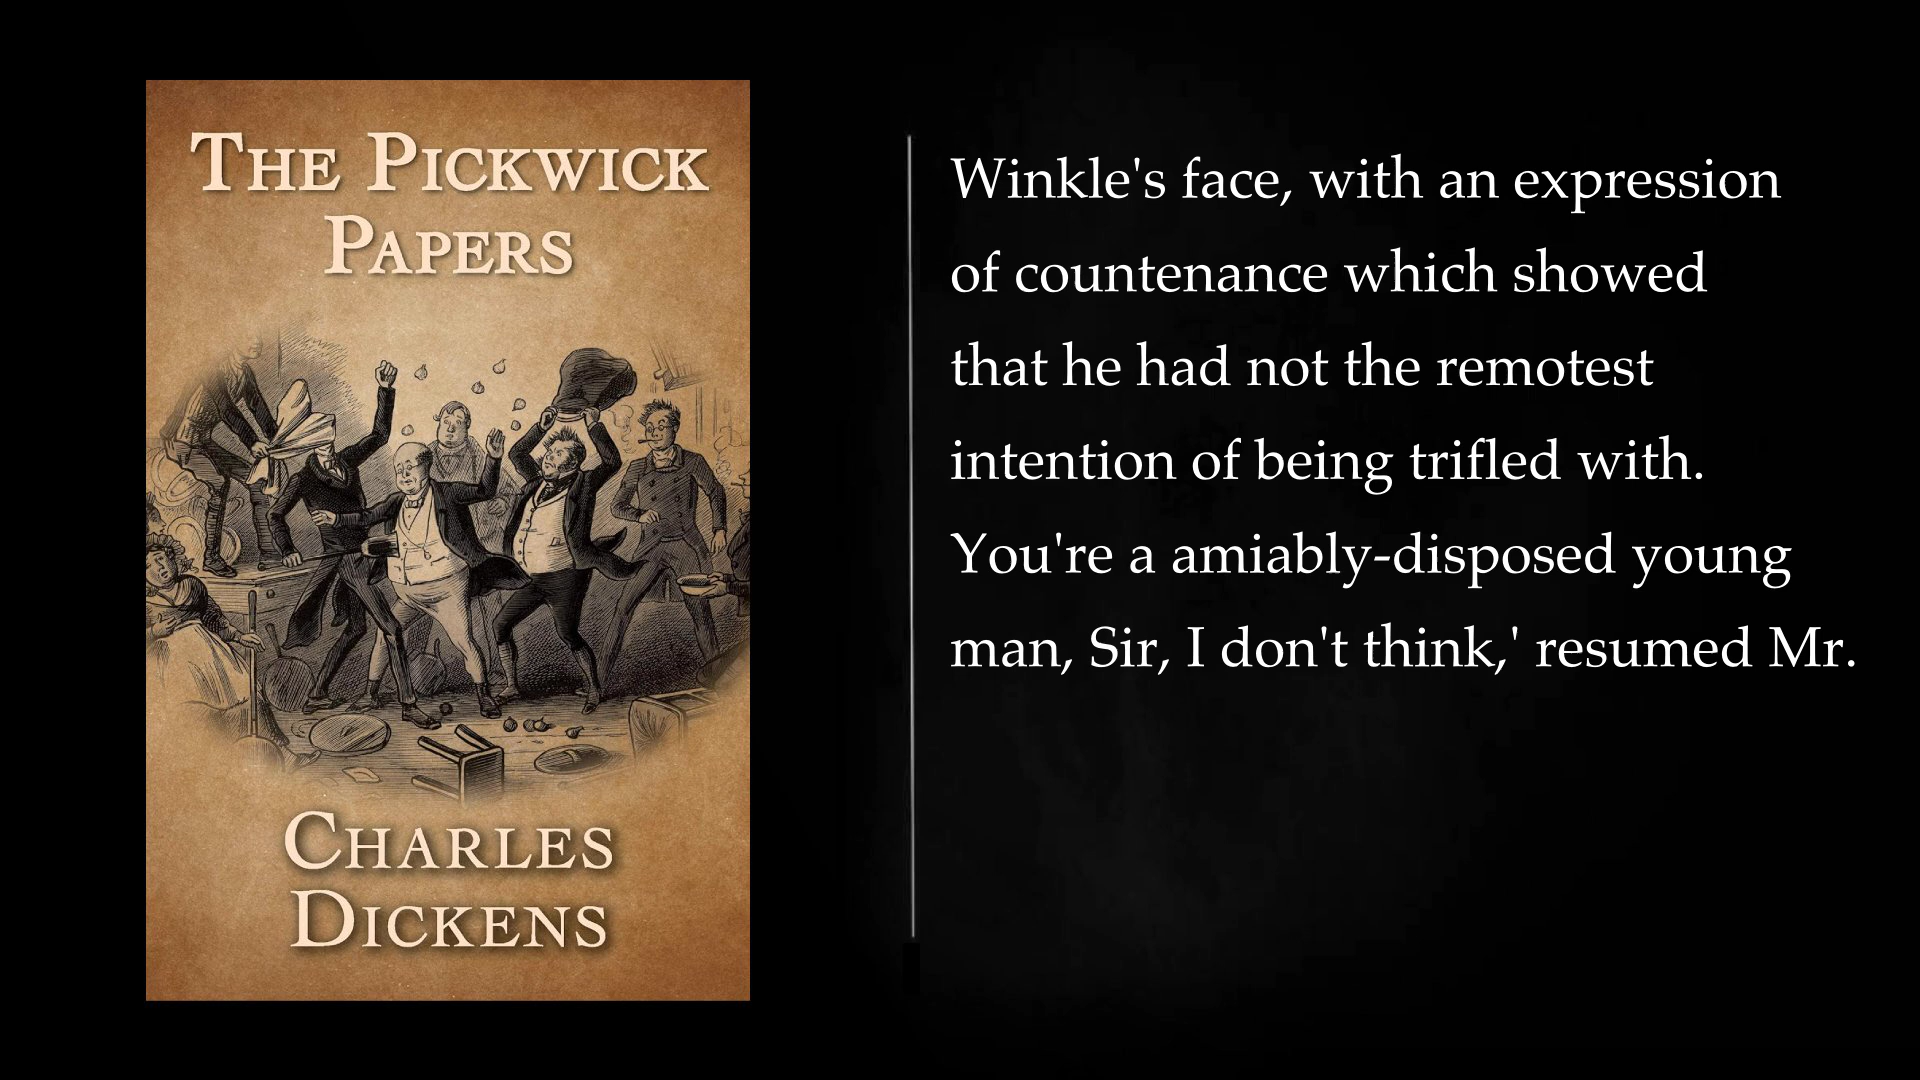 THE PICKWICK
PAPERS
CHARLES
DICKENS
Winkle's face, with an expression
of countenance which showed
that he had not the remotest
intention of being trifled with.
You're a amiably-disposed young
man, Sir, I don't think,' resumed Mr.